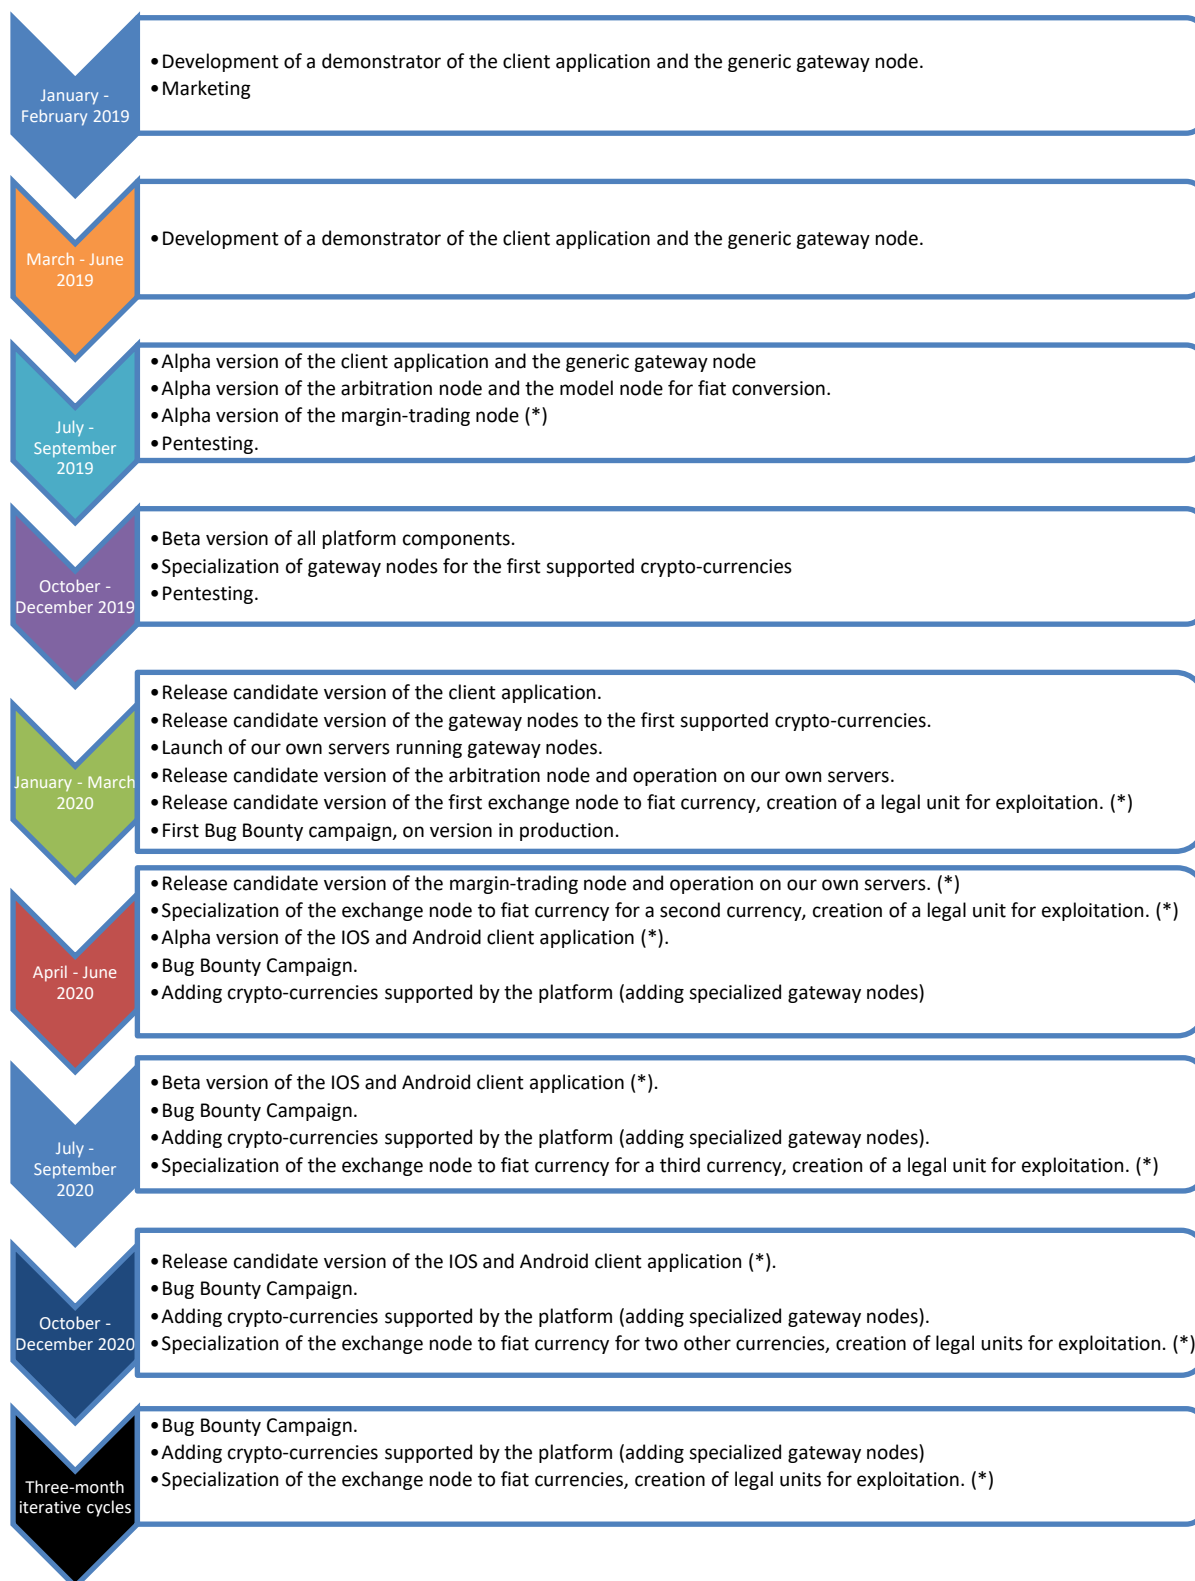 January -
February 2019
•Development of a demonstrator of the client application and the generic gateway node.
•Marketing
March - June
2019
•Development of a demonstrator of the client application and the generic gateway node.
July -
September
2019
•Alpha version of the client application and the generic gateway node
•Alpha version of the arbitration node and the model node for fiat conversion.
•Alpha version of the margin-trading node (*)
•Pentesting.
October -
December 2019
•Beta version of all platform components.
•Specialization of gateway nodes for the first supported crypto-currencies
•Pentesting.
January - March
2020
•Release candidate version of the client application.
•Release candidate version of the gateway nodes to the first supported crypto-currencies.
•Launch of our own servers running gateway nodes.
•Release candidate version of the arbitration node and operation on our own servers.
•Release candidate version of the first exchange node to fiat currency, creation of a legal unit for exploitation. (*)
•First Bug Bounty campaign, on version in production.
April - June
2020
•Release candidate version of the margin-trading node and operation on our own servers. (*)
•Specialization of the exchange node to fiat currency for a second currency, creation of a legal unit for exploitation. (*)
•Alpha version of the IOS and Android client application (*).
•Bug Bounty Campaign.
•Adding crypto-currencies supported by the platform (adding specialized gateway nodes)
July -
September
2020
•Beta version of the IOS and Android client application (*).
•Bug Bounty Campaign.
•Adding crypto-currencies supported by the platform (adding specialized gateway nodes).
•Specialization of the exchange node to fiat currency for a third currency, creation of a legal unit for exploitation. (*)
October -
December 2020
•Release candidate version of the IOS and Android client application (*).
•Bug Bounty Campaign.
•Adding crypto-currencies supported by the platform (adding specialized gateway nodes).
•Specialization of the exchange node to fiat currency for two other currencies, creation of legal units for exploitation. (*)
Three-month
iterative cycles
•Bug Bounty Campaign.
•Adding crypto-currencies supported by the platform (adding specialized gateway nodes)
•Specialization of the exchange node to fiat currencies, creation of legal units for exploitation. (*)